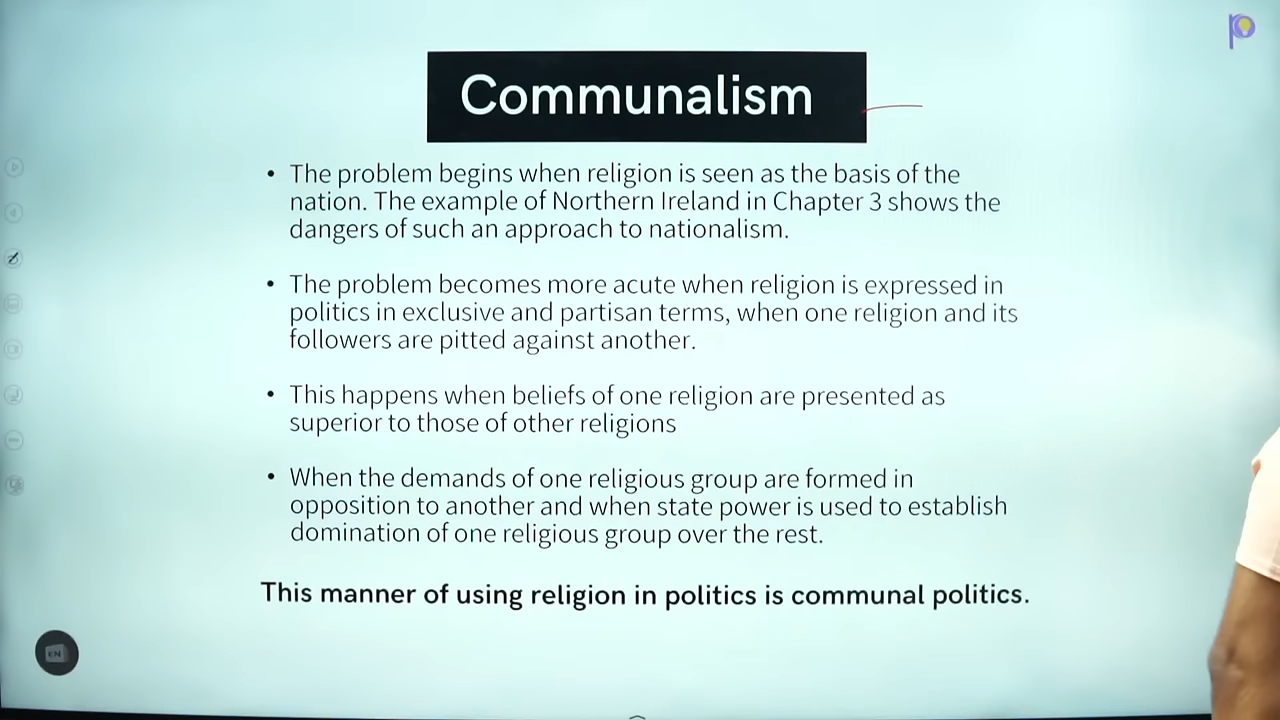 Communalism
• The problem begins when religion is seen as the basis of the
nation. The example of Northern Ireland in Chapter 3 shows the
dangers of such an approach to nationalism.
• The problem becomes more acute when religion is expressed in
politics in exclusive and partisan terms, when one religion and its
followers are pitted against another.
• This happens when beliefs of one religion are presented as
superior to those of other religions
• When the demands of one religious group are formed in
opposition to another and when state power is used to establish
domination of one religious group over the rest.
This manner of using religion in politics is communal politics.
EN